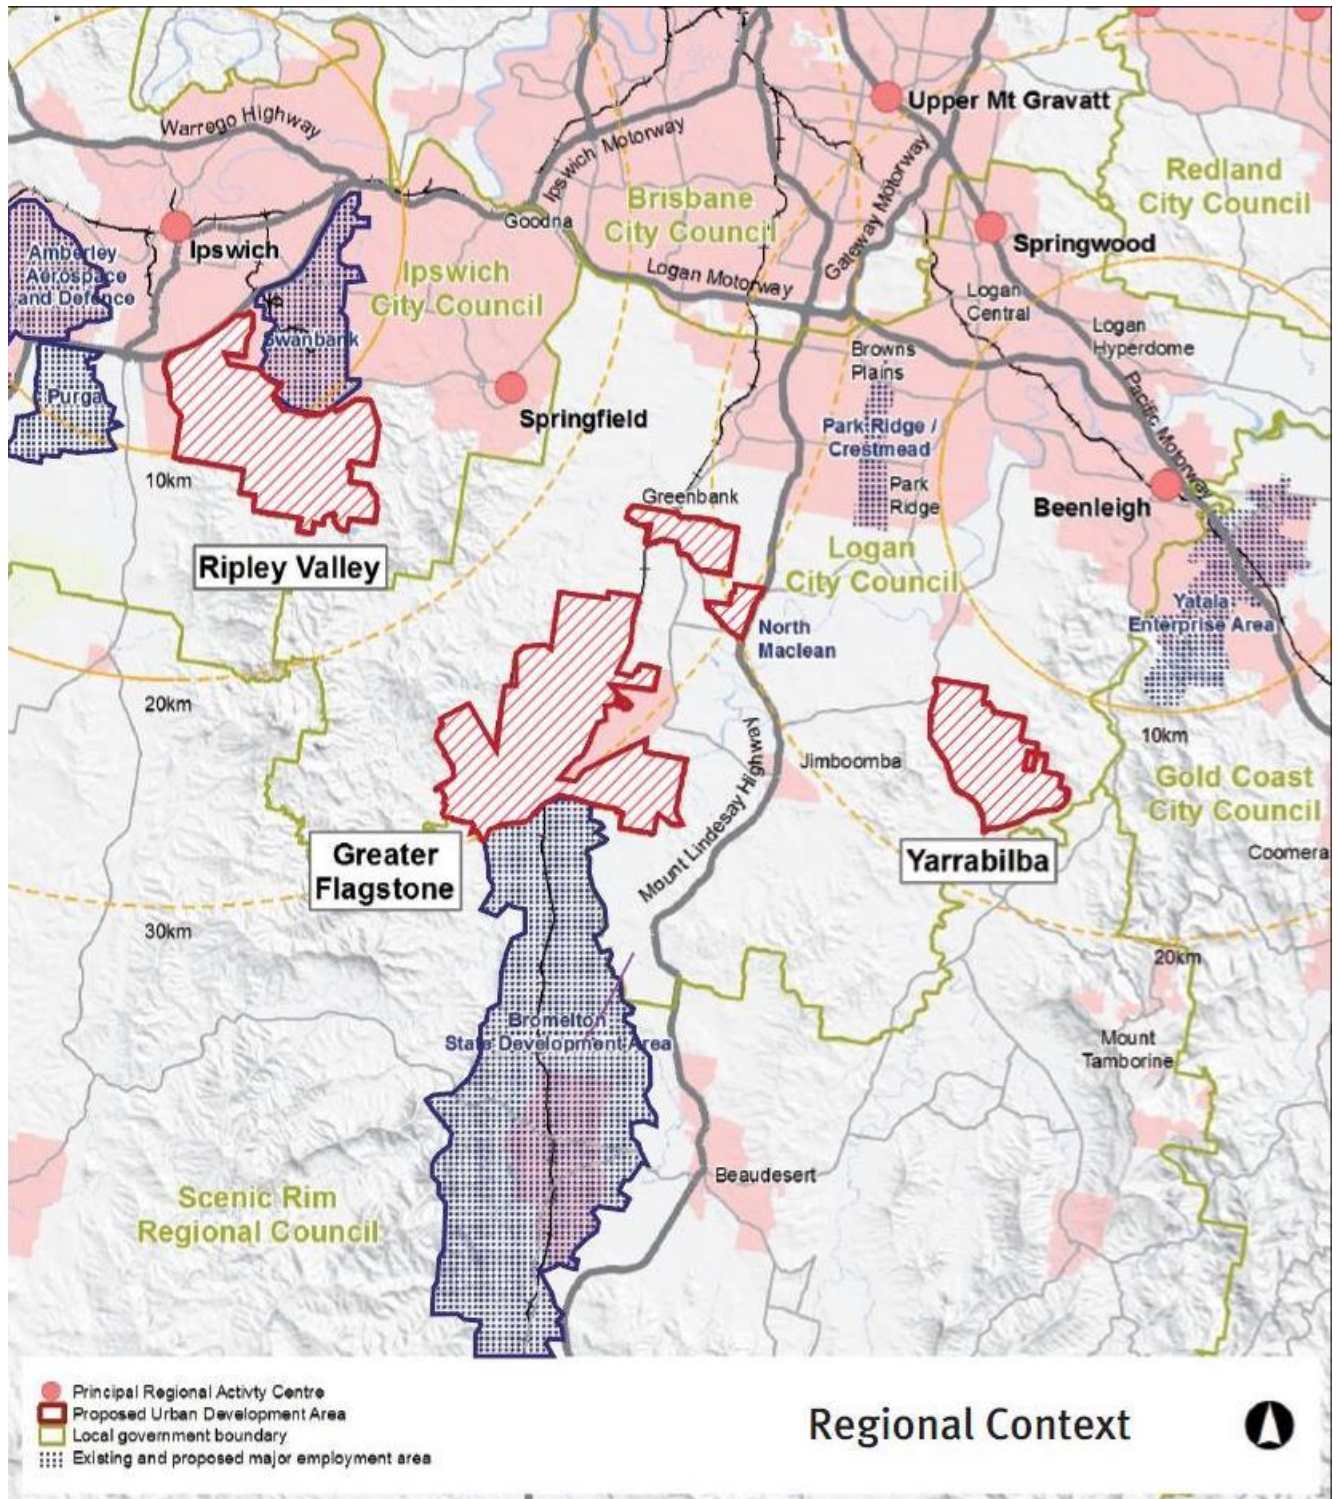 Warrego Highway
Ipswich Motorway
Upper Mt Gravatt
Redland
City Council
Brisbane
City Council
Gateway Motorway
Goodna
Springwood
Amberley
Aerospace
and Defence
Ipswich
Ipswich
City Council
Logan Motorway
Logan
Central
Logan
Hyperdome
Swanbank
Browns
Plains
Purga
Springfield
Pacific Motorway
Park Ridge /
Crestmead
Park
Ridge
10km
Greenbank
Beenleigh
Ripley Valley
Logan
City Council
Yatala
Enterprise Area
North
Maclean
20km
Mount Lindesay Highway
Highway
Jimboomba
10km
Gold Coast
City Council
Greater
Flagstone
Yarrabilba
Coomera
30km
20km
Bromelton
State Development Area
Mount
Tamborine
Beaudesert
Scenic Rim
Regional Council
Principal Regional Activty Centre
Proposed Urban Development Area
Local government boundary
Existing and proposed major employment area
Regional Context